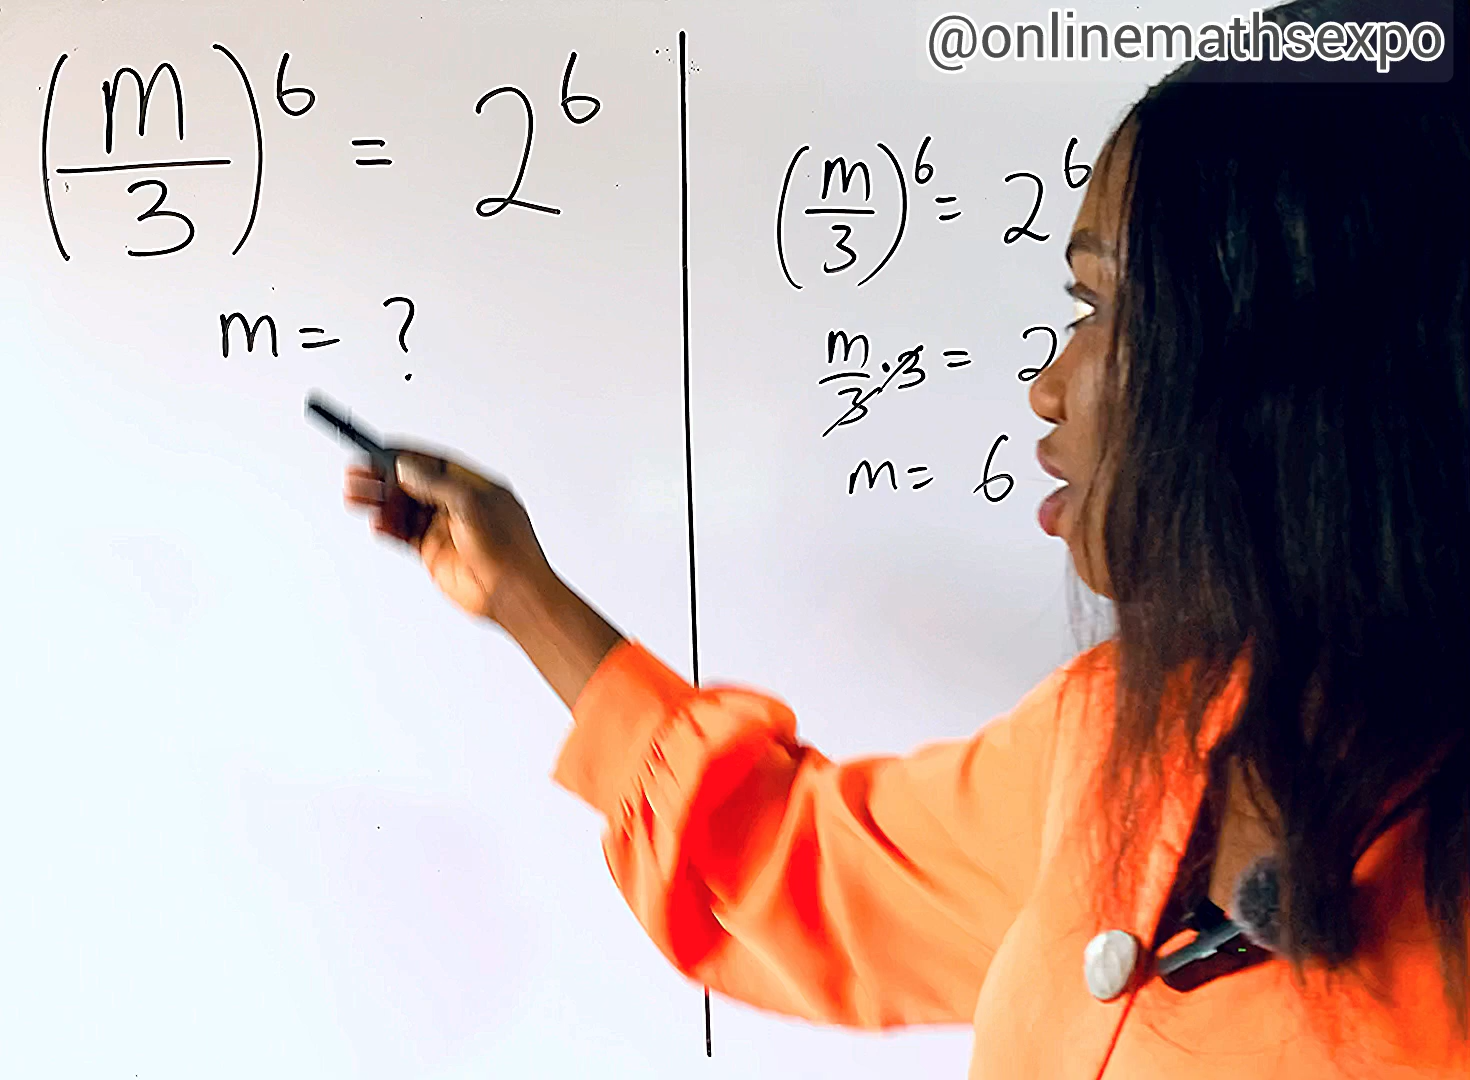 @onlinemathsexpo
(m/3)^6 = 2^6
m = ?
(m/3)^6 = 2^6
m/3 · 3 = 2
m = 6